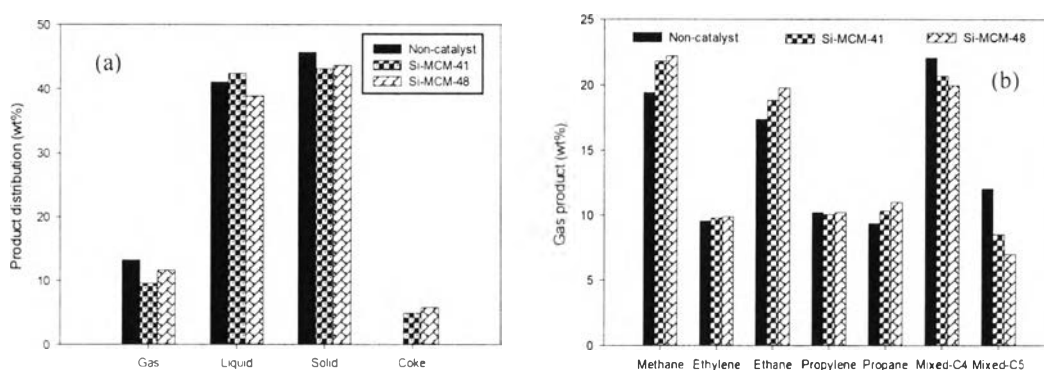 (a)
Product distribution (wt%)
50
40
30
20
10
0
Non-catalyst
Si-MCM-41
Si-MCM-48
Gas Liquid Solid Coke
(b)
Gas product (wt%)
25
20
15
10
5
0
Non-catalyst Si-MCM-41 Si-MCM-48
Methane Ethylene Ethane Propylene Propane Mixed-C4 Mixed-C5